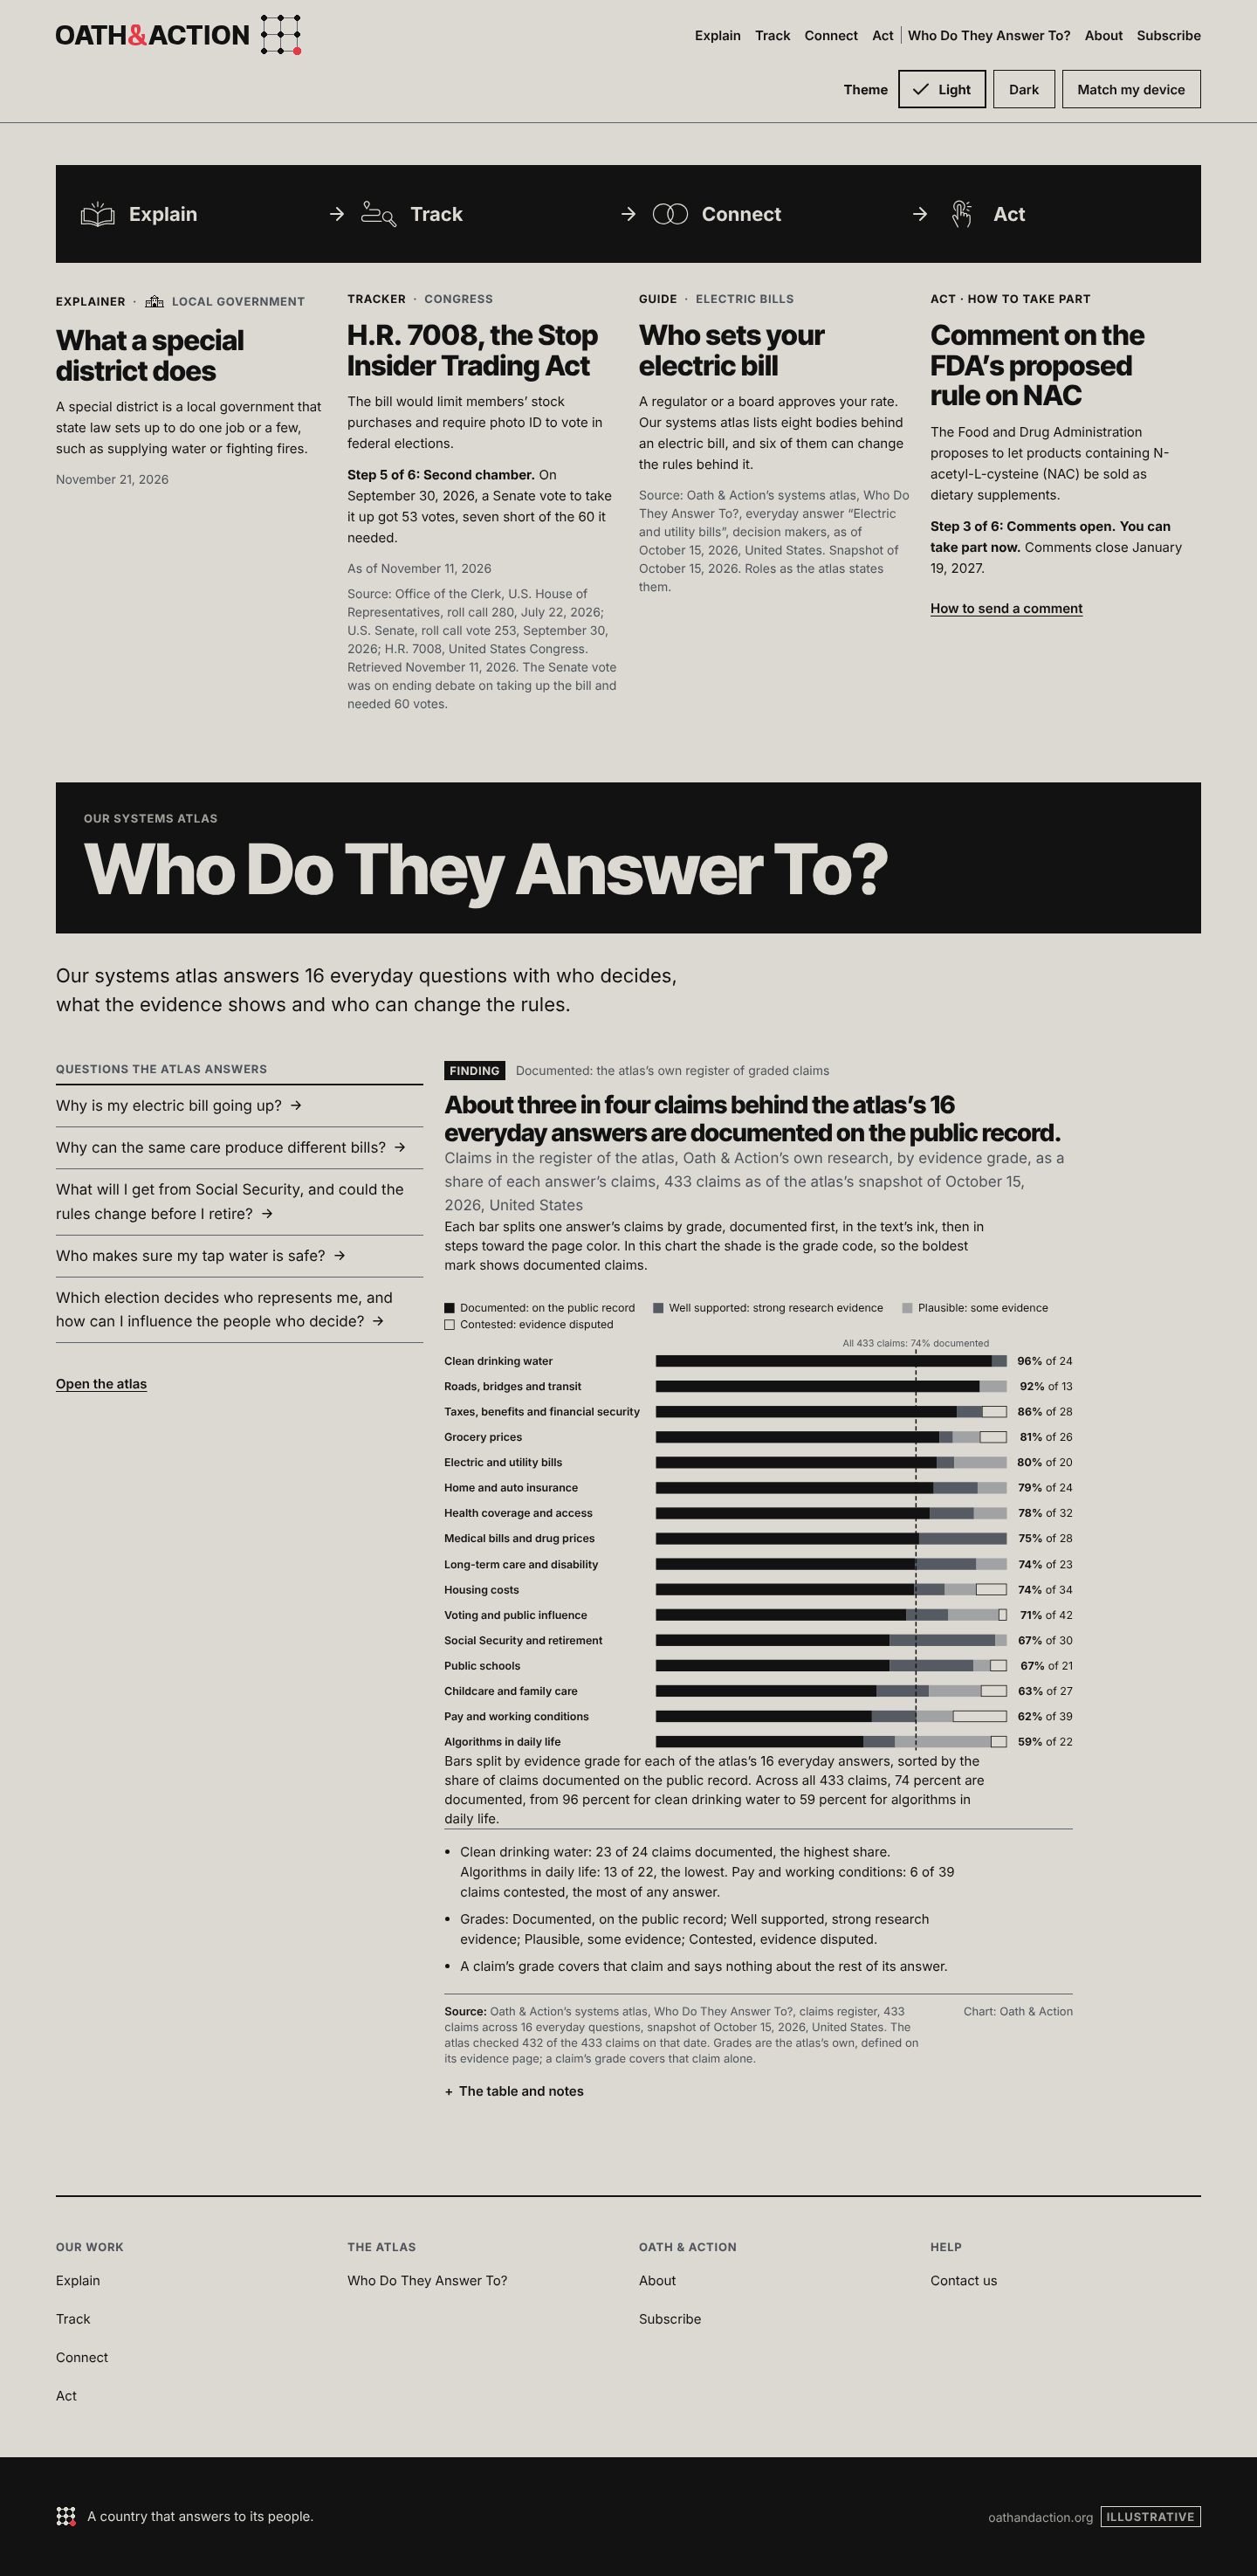 OATH&ACTION
Explain
Track
Connect
Act
Who Do They Answer To?
About
Subscribe
Theme
Light
Dark
Match my device
Explain
Track
Connect
Act
EXPLAINER · LOCAL GOVERNMENT
What a special
district does
A special district is a local government that
state law sets up to do one job or a few,
such as supplying water or fighting fires.
November 21, 2026
TRACKER · CONGRESS
H.R. 7008, the Stop
Insider Trading Act
The bill would limit members’ stock
purchases and require photo ID to vote in
federal elections.
Step 5 of 6: Second chamber. On
September 30, 2026, a Senate vote to take
it up got 53 votes, seven short of the 60 it
needed.
As of November 11, 2026
Source: Office of the Clerk, U.S. House of
Representatives, roll call 280, July 22, 2026;
U.S. Senate, roll call vote 253, September 30,
2026; H.R. 7008, United States Congress.
Retrieved November 11, 2026. The Senate vote
was on ending debate on taking up the bill and
needed 60 votes.
GUIDE · ELECTRIC BILLS
Who sets your
electric bill
A regulator or a board approves your rate.
Our systems atlas lists eight bodies behind
an electric bill, and six of them can change
the rules behind it.
Source: Oath & Action’s systems atlas, Who Do
They Answer To?, everyday answer “Electric
and utility bills”, decision makers, as of
October 15, 2026, United States. Snapshot of
October 15, 2026. Roles as the atlas states
them.
ACT · HOW TO TAKE PART
Comment on the
FDA’s proposed
rule on NAC
The Food and Drug Administration
proposes to let products containing N-
acetyl-L-cysteine (NAC) be sold as
dietary supplements.
Step 3 of 6: Comments open. You can
take part now. Comments close January
19, 2027.
How to send a comment
OUR SYSTEMS ATLAS
Who Do They Answer To?
Our systems atlas answers 16 everyday questions with who decides,
what the evidence shows and who can change the rules.
QUESTIONS THE ATLAS ANSWERS
Why is my electric bill going up?
Why can the same care produce different bills?
What will I get from Social Security, and could the
rules change before I retire?
Who makes sure my tap water is safe?
Which election decides who represents me, and
how can I influence the people who decide?
Open the atlas
FINDING Documented: the atlas’s own register of graded claims
About three in four claims behind the atlas’s 16
everyday answers are documented on the public record.
Claims in the register of the atlas, Oath & Action’s own research, by evidence grade, as a
share of each answer’s claims, 433 claims as of the atlas’s snapshot of October 15,
2026, United States
Each bar splits one answer’s claims by grade, documented first, in the text’s ink, then in
steps toward the page color. In this chart the shade is the grade code, so the boldest
mark shows documented claims.
Documented: on the public record
Well supported: strong research evidence
Plausible: some evidence
Contested: evidence disputed
All 433 claims: 74% documented
Clean drinking water 96% of 24
Roads, bridges and transit 92% of 13
Taxes, benefits and financial security 86% of 28
Grocery prices 81% of 26
Electric and utility bills 80% of 20
Home and auto insurance 79% of 24
Health coverage and access 78% of 32
Medical bills and drug prices 75% of 28
Long-term care and disability 74% of 23
Housing costs 74% of 34
Voting and public influence 71% of 42
Social Security and retirement 67% of 30
Public schools 67% of 21
Childcare and family care 63% of 27
Pay and working conditions 62% of 39
Algorithms in daily life 59% of 22
Bars split by evidence grade for each of the atlas’s 16 everyday answers, sorted by the
share of claims documented on the public record. Across all 433 claims, 74 percent are
documented, from 96 percent for clean drinking water to 59 percent for algorithms in
daily life.
• Clean drinking water: 23 of 24 claims documented, the highest share.
Algorithms in daily life: 13 of 22, the lowest. Pay and working conditions: 6 of 39
claims contested, the most of any answer.
• Grades: Documented, on the public record; Well supported, strong research
evidence; Plausible, some evidence; Contested, evidence disputed.
• A claim’s grade covers that claim and says nothing about the rest of its answer.
Source: Oath & Action’s systems atlas, Who Do They Answer To?, claims register, 433
claims across 16 everyday questions, snapshot of October 15, 2026, United States. The
atlas checked 432 of the 433 claims on that date. Grades are the atlas’s own, defined on
its evidence page; a claim’s grade covers that claim alone.
Chart: Oath & Action
+ The table and notes
OUR WORK
Explain
Track
Connect
Act
THE ATLAS
Who Do They Answer To?
OATH & ACTION
About
Subscribe
HELP
Contact us
A country that answers to its people.
oathandaction.org
ILLUSTRATIVE